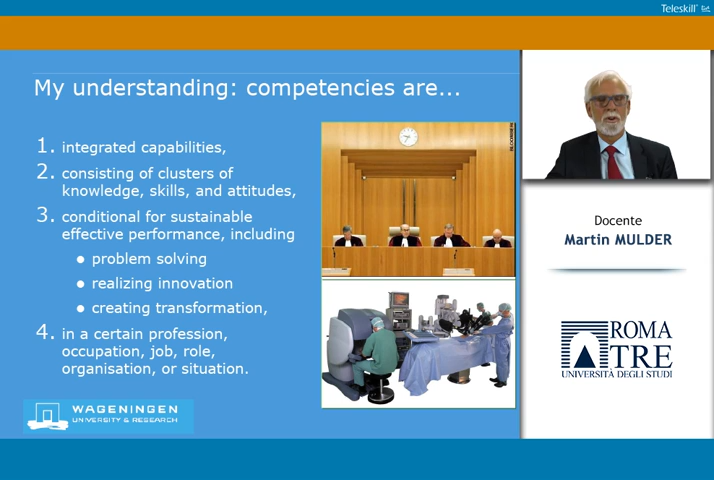 Teleskill
My understanding: competencies are...
1. integrated capabilities,
2. consisting of clusters of
knowledge, skills, and attitudes,
3. conditional for sustainable
effective performance, including
● problem solving
● realizing innovation
● creating transformation,
4. in a certain profession,
occupation, job, role,
organisation, or situation.
WAGENINGEN
UNIVERSITY & RESEARCH
Docente
Martin MULDER
ROMA
TRE
UNIVERSITÀ DEGLI STUDI